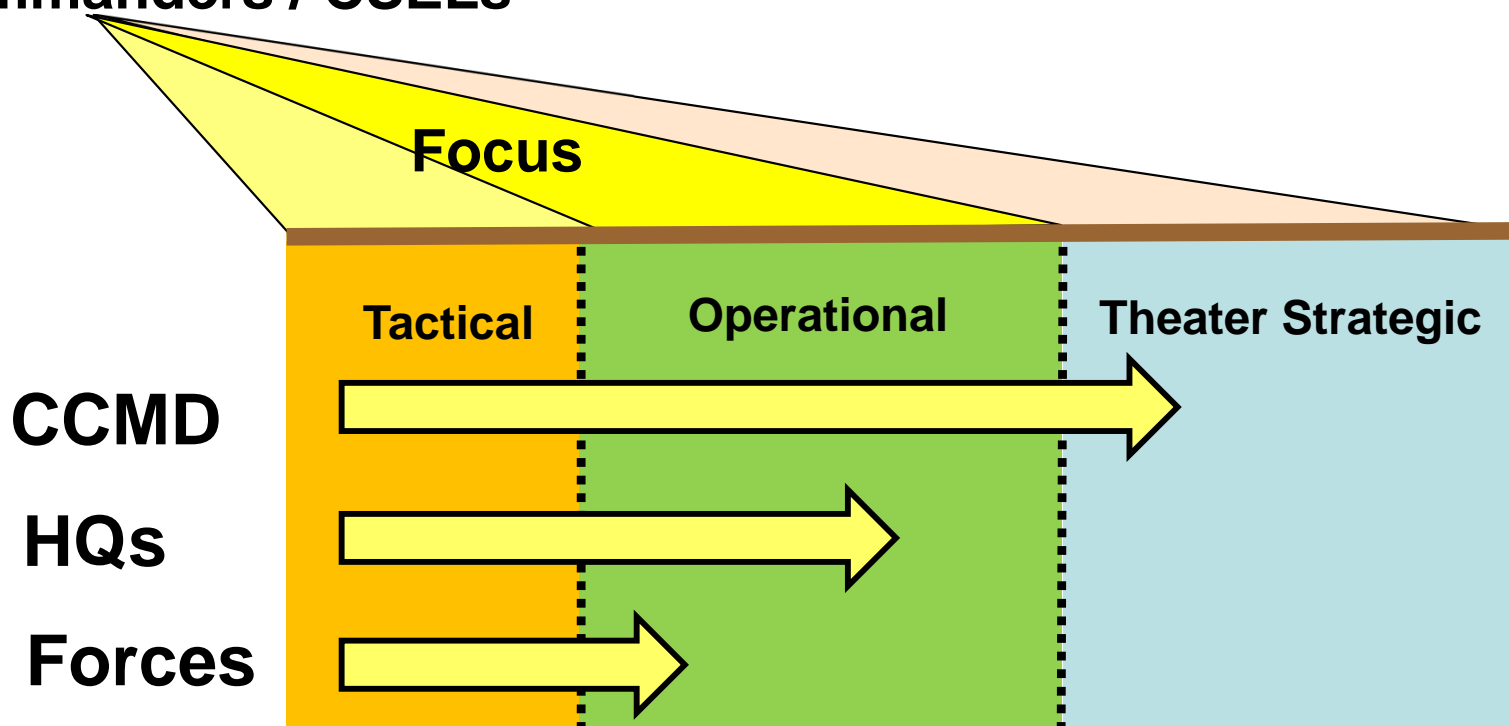 Focus
Tactical
Operational
Theater Strategic
CCMD
HQs
Forces